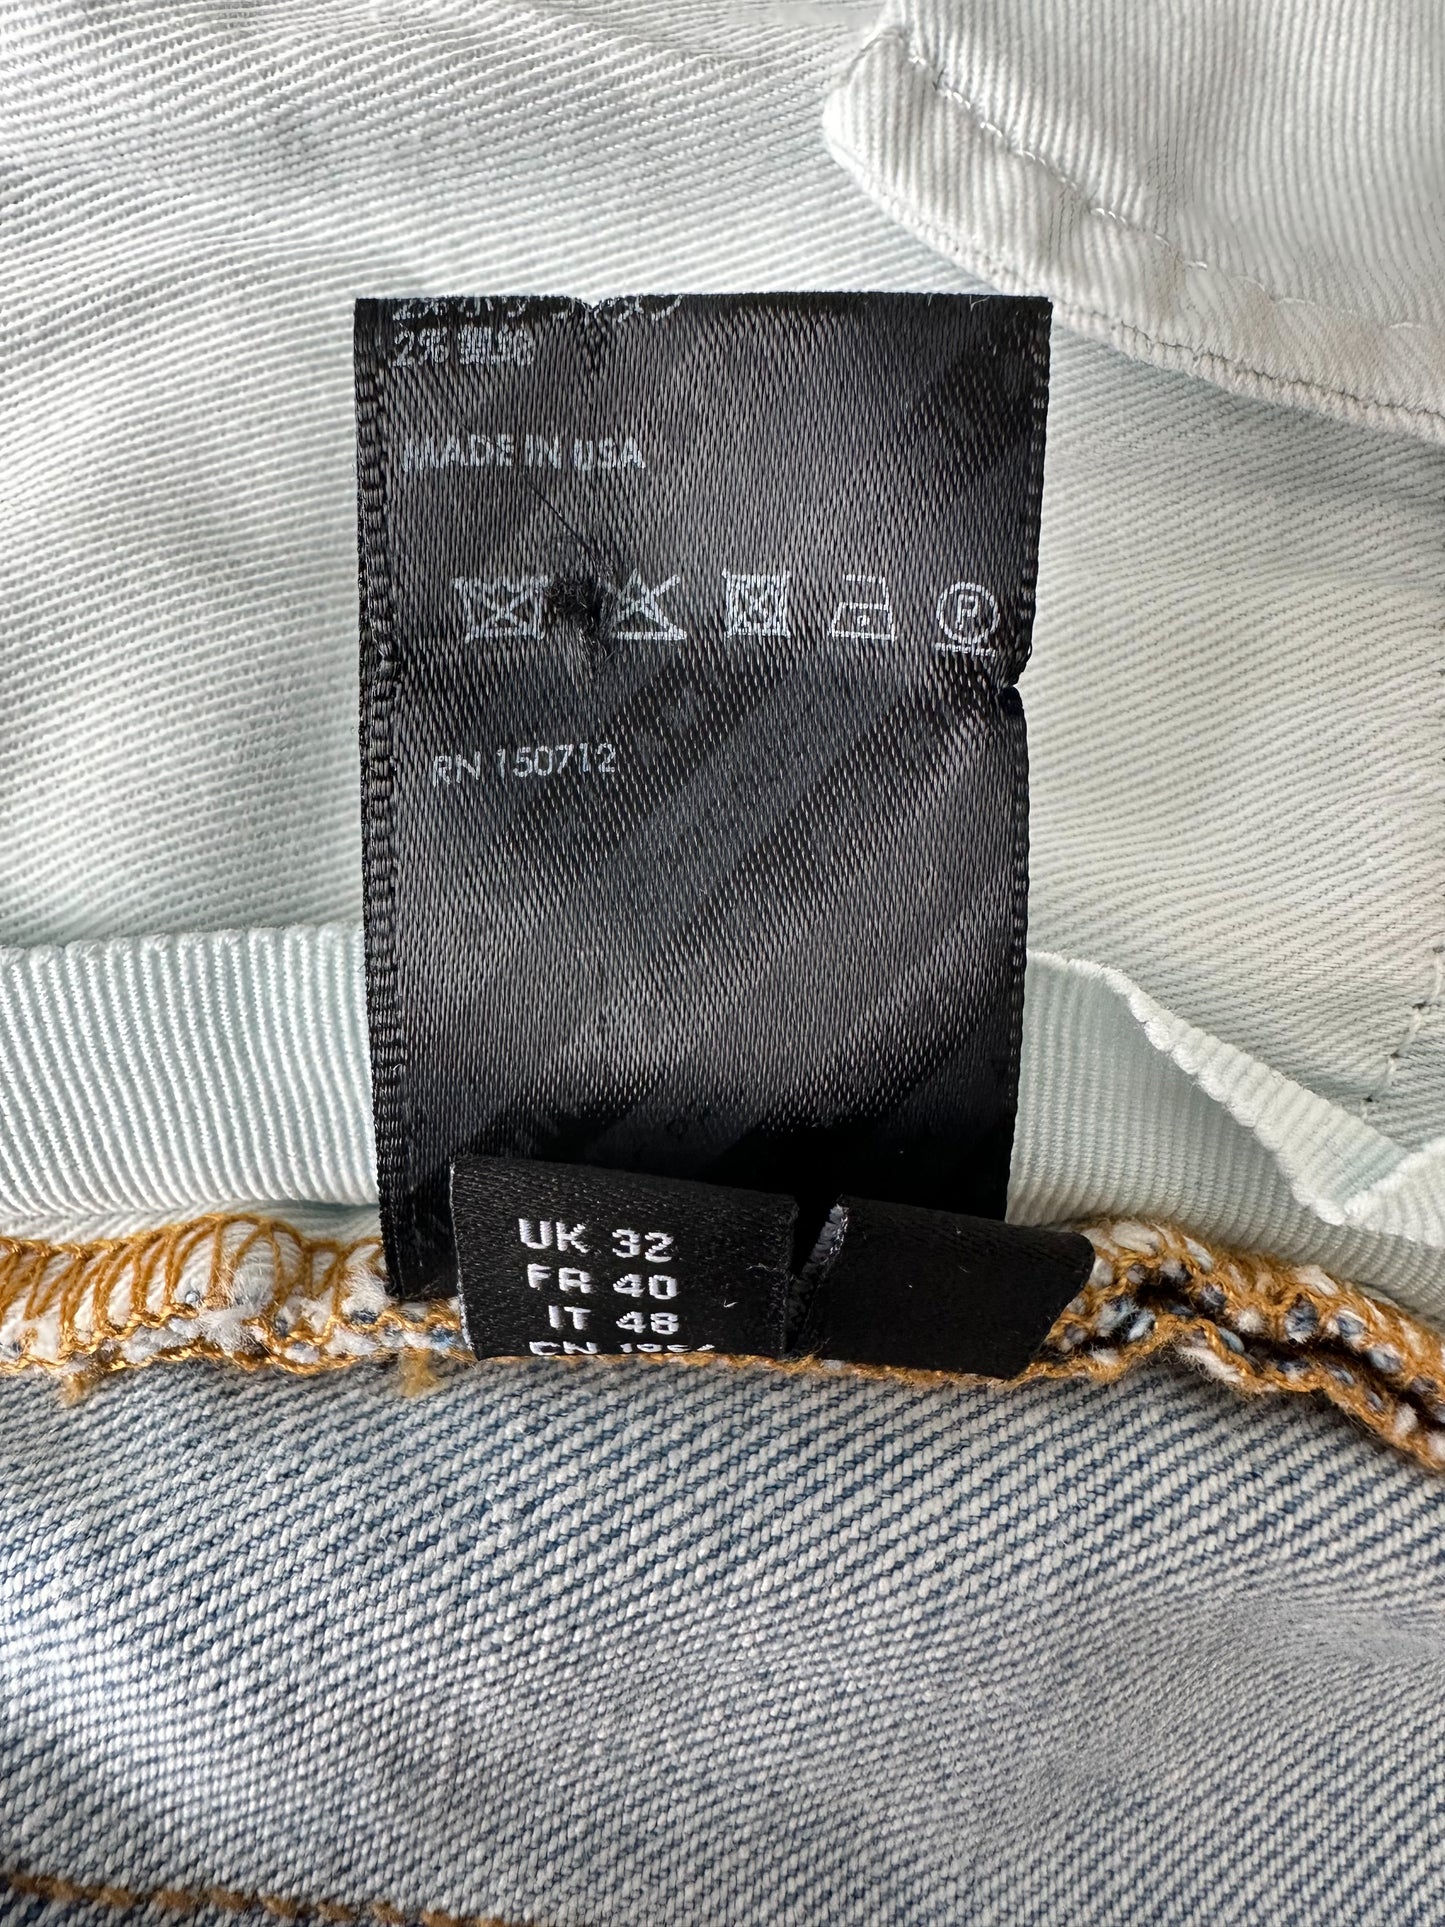 MADE IN USA
P
RN 150712
UK 32
FR 40
IT 48